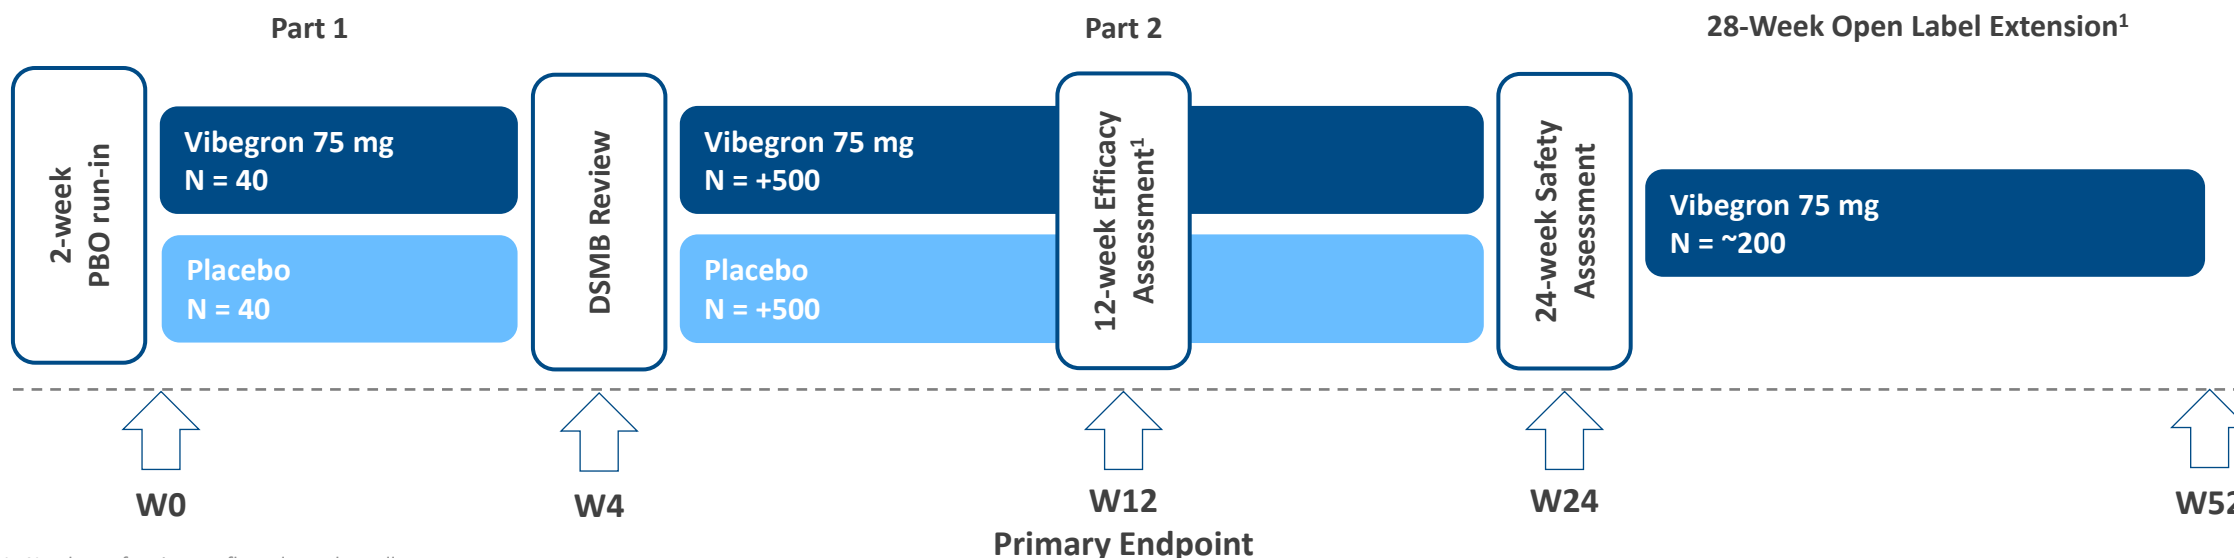 Part 1
Part 2
28-Week Open Label Extension¹
2-week
PBO run-in
Vibegron 75 mg
N = 40
Placebo
N = 40
DSMB Review
Vibegron 75 mg
N = +500
Placebo
N = +500
12-week Efficacy
Assessment¹
24-week Safety
Assessment
Vibegron 75 mg
N = ~200
W0
W4
W12
Primary Endpoint
W24
W52